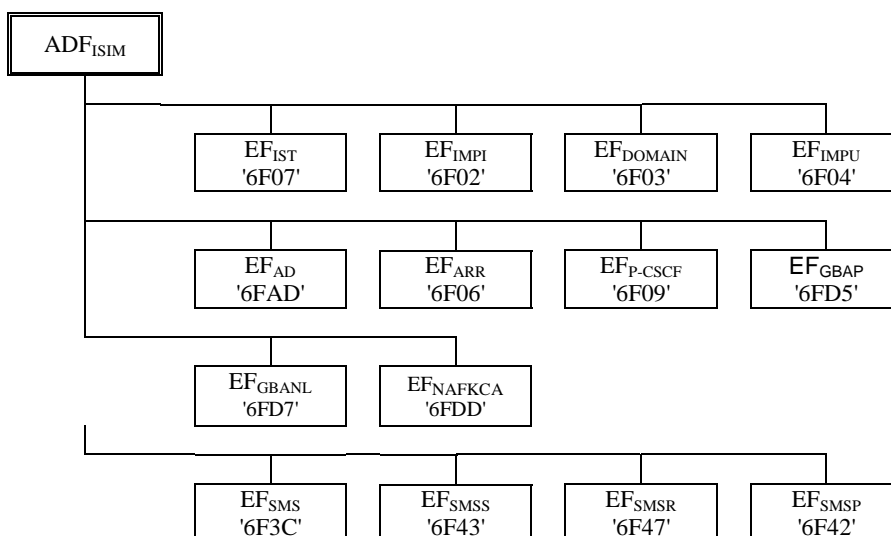 ADFISIM
EFIST
'6F07'
EFIMPI
'6F02'
EFDOMAIN
'6F03'
EFIMPU
'6F04'
EFAD
'6FAD'
EFARR
'6F06'
EFP-CSCF
'6F09'
EFGBAP
'6FD5'
EFGBANL
'6FD7'
EFNAFKCA
'6FDD'
EFSMS
'6F3C'
EFSMSS
'6F43'
EFSMSR
'6F47'
EFSMSP
'6F42'